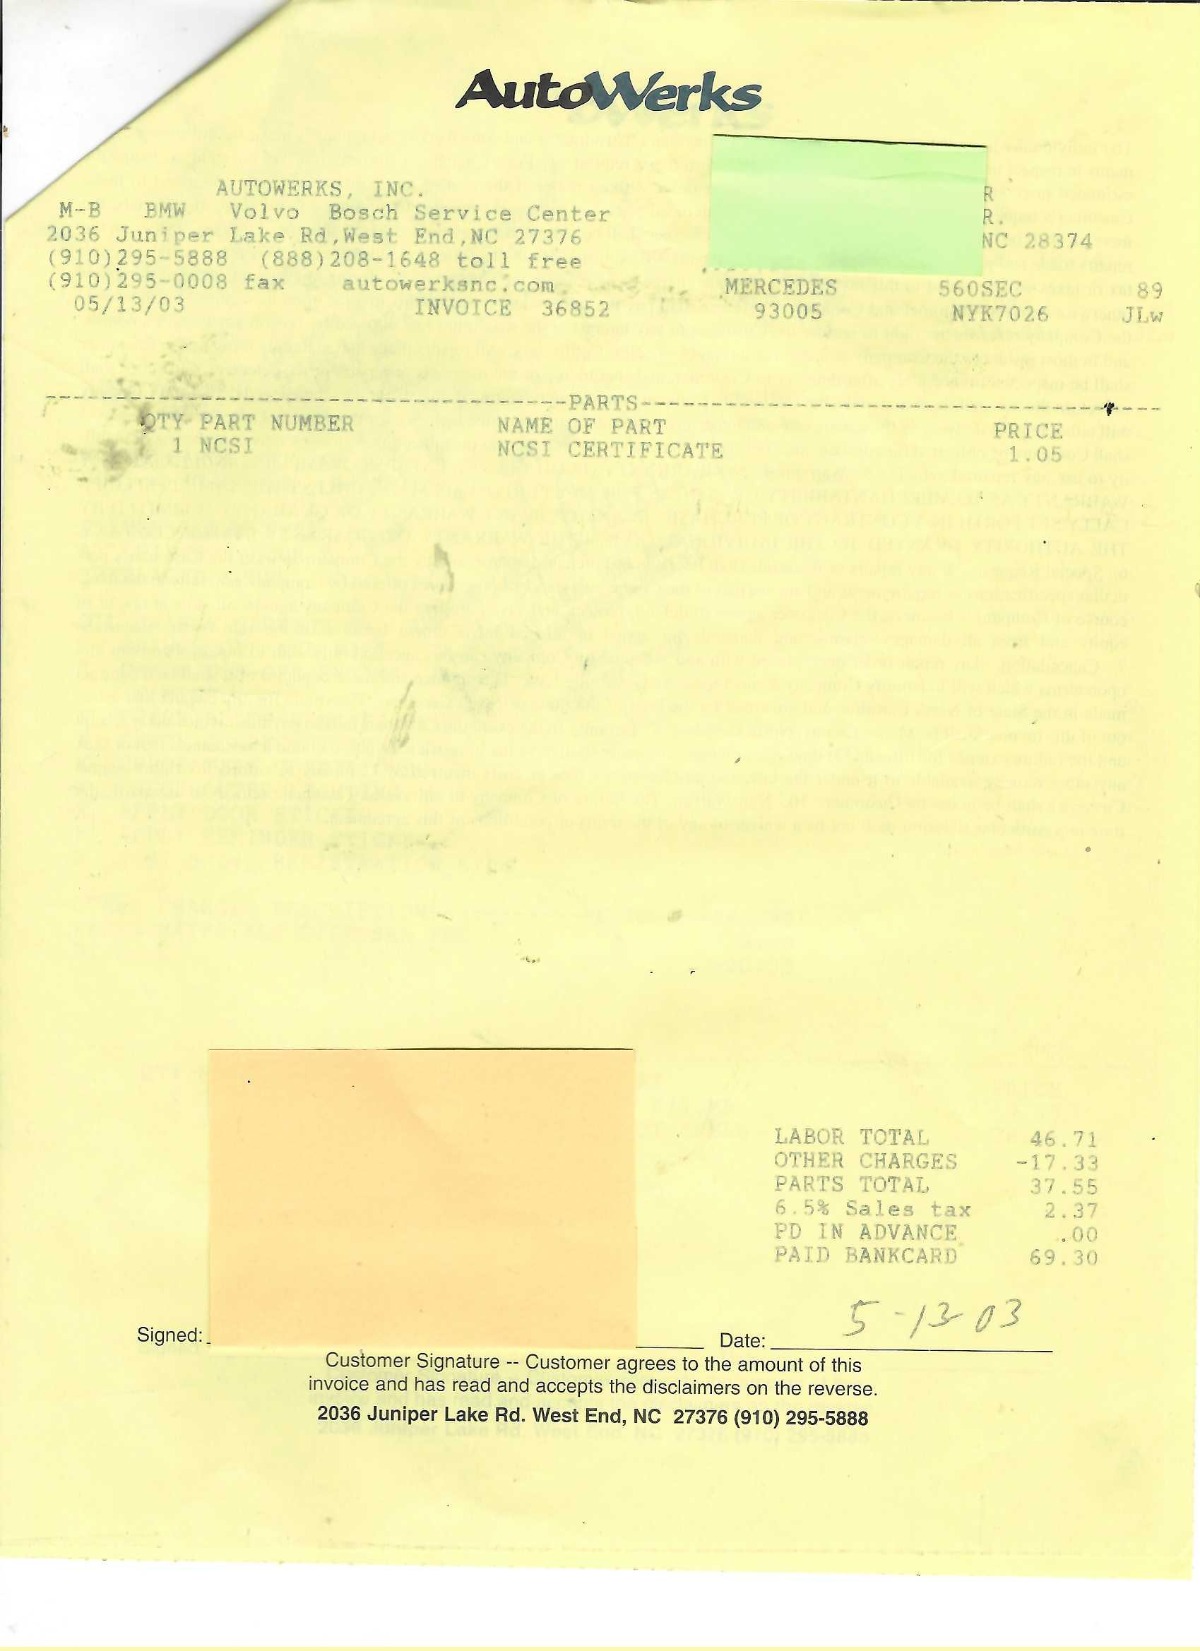 AutoWerks
AUTOWERKS, INC.
M-B BMW Volvo Bosch Service Center
2036 Juniper Lake Rd,West End,NC 27376
(910)295-5888 (888)208-1648 toll free
(910)295-0008 fax autowerksnc.com
05/13/03 INVOICE 36852
R
R.
NC 28374
MERCEDES 560SEC 89
93005 NYK7026 JLw
PARTS
QTY PART NUMBER NAME OF PART PRICE
1 NCSI NCSI CERTIFICATE 1.05
LABOR TOTAL 46.71
OTHER CHARGES -17.33
PARTS TOTAL 37.55
6.5% Sales tax 2.37
PD IN ADVANCE .00
PAID BANKCARD 69.30
Signed: Date: 5-13-03
Customer Signature -- Customer agrees to the amount of this
invoice and has read and accepts the disclaimers on the reverse.
2036 Juniper Lake Rd. West End, NC 27376 (910) 295-5888